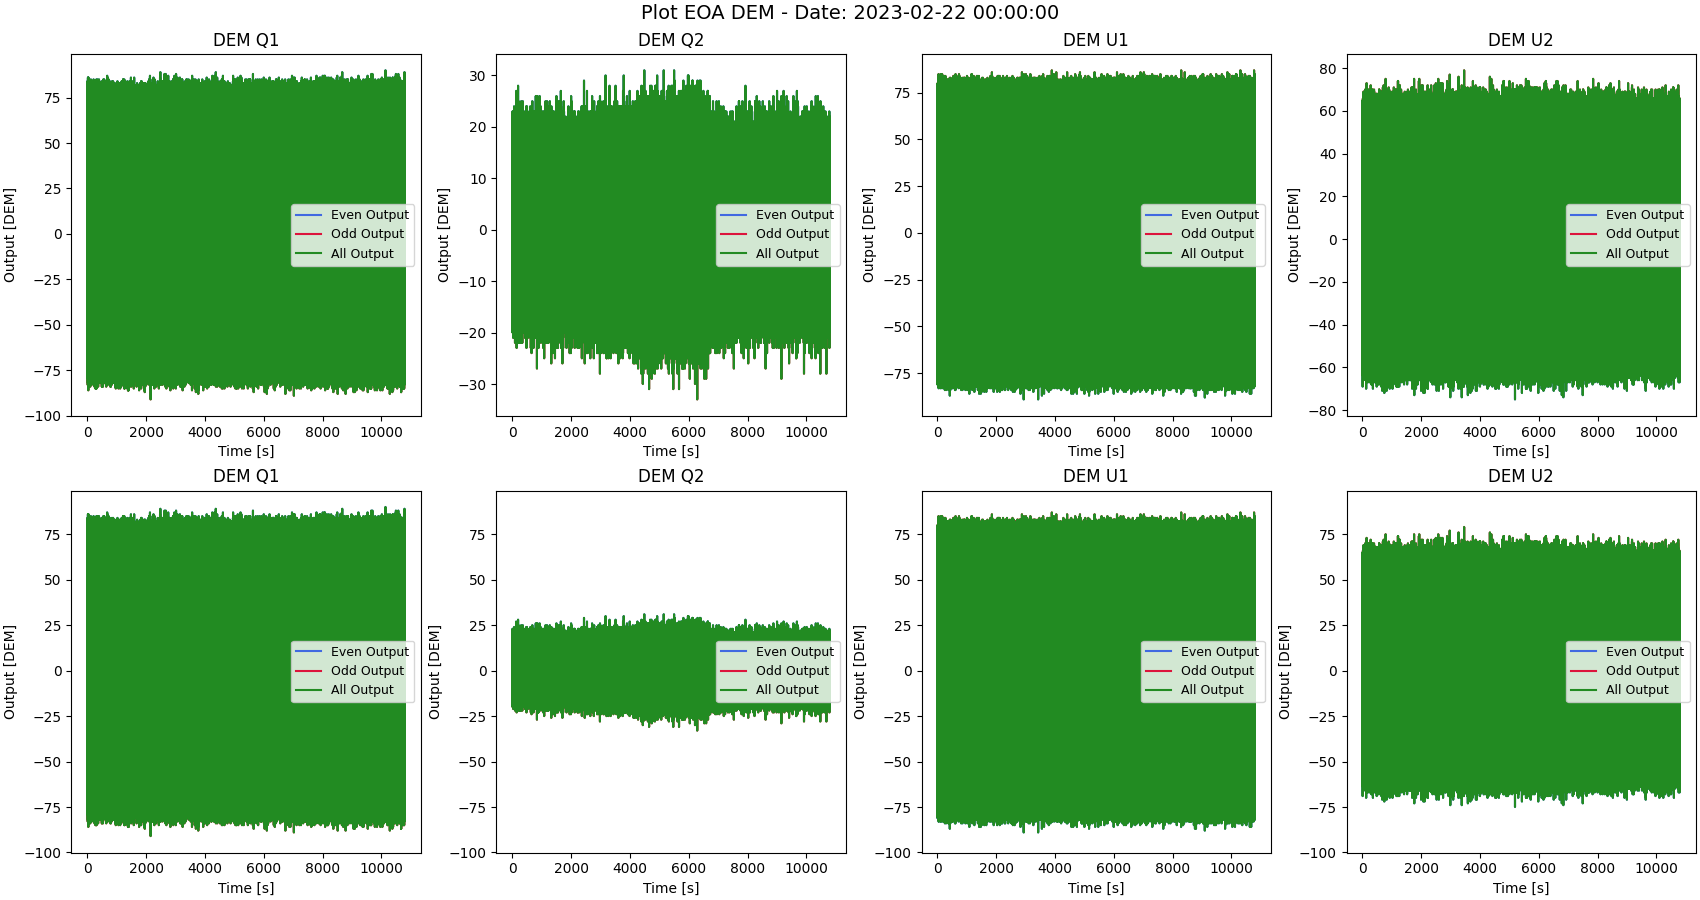 Plot EOA DEM - Date: 2023-02-22 00:00:00
DEM Q1
75
50
25
0
−25
−50
−75
−100
0 2000 4000 6000 8000 10000
Time [s]
Output [DEM]
Even Output
Odd Output
All Output
DEM Q2
30
20
10
0
−10
−20
−30
0 2000 4000 6000 8000 10000
Time [s]
Output [DEM]
Even Output
Odd Output
All Output
DEM U1
75
50
25
0
−25
−50
−75
0 2000 4000 6000 8000 10000
Time [s]
Output [DEM]
Even Output
Odd Output
All Output
DEM U2
80
60
40
20
0
−20
−40
−60
−80
0 2000 4000 6000 8000 10000
Time [s]
Output [DEM]
Even Output
Odd Output
All Output
DEM Q1
75
50
25
0
−25
−50
−75
−100
0 2000 4000 6000 8000 10000
Time [s]
Output [DEM]
Even Output
Odd Output
All Output
DEM Q2
75
50
25
0
−25
−50
−75
−100
0 2000 4000 6000 8000 10000
Time [s]
Output [DEM]
Even Output
Odd Output
All Output
DEM U1
75
50
25
0
−25
−50
−75
−100
0 2000 4000 6000 8000 10000
Time [s]
Output [DEM]
Even Output
Odd Output
All Output
DEM U2
75
50
25
0
−25
−50
−75
−100
0 2000 4000 6000 8000 10000
Time [s]
Output [DEM]
Even Output
Odd Output
All Output